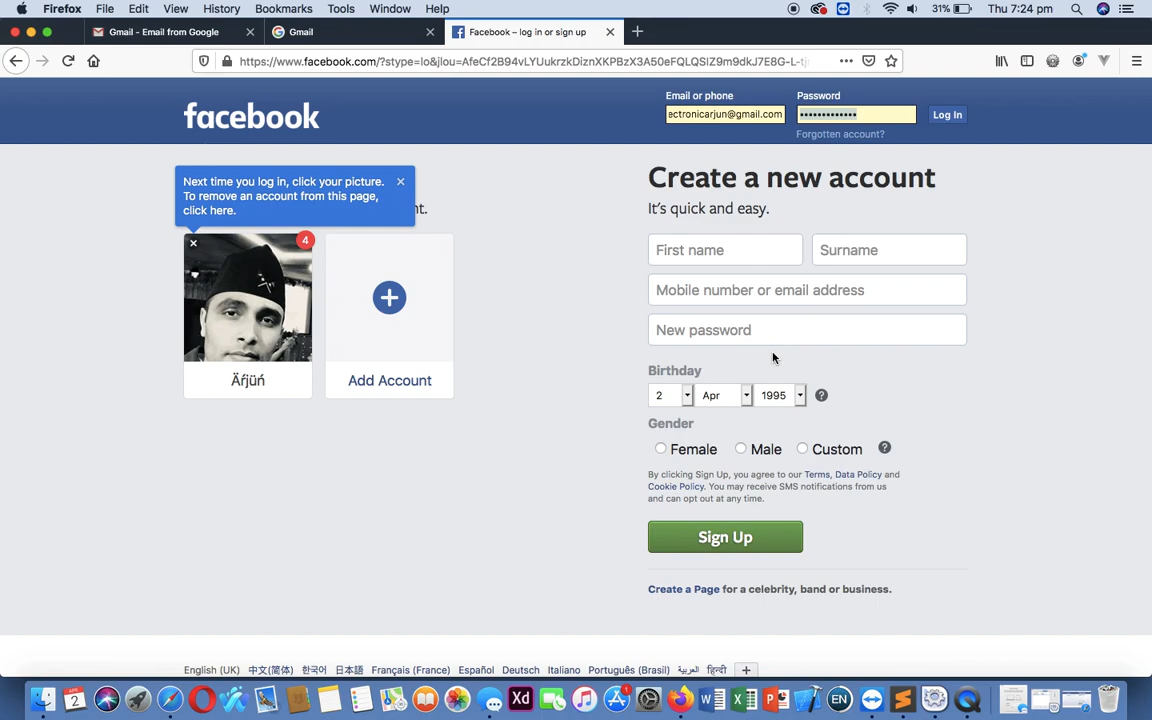 Firefox File Edit View History Bookmarks Tools Window Help 31% Thu 7:24 pm
Gmail - Email from Google
Gmail
Facebook – log in or sign up
https://www.facebook.com/?stype=lo&jlou=AfeCf2B94vLYUukrzkDiznXKPBzX3A50eFQLQSIZ9m9dkJ7E8G-L-tj
facebook
Email or phone
Password
ectronicarjun@gmail.com
•••••••••••••
Log In
Forgotten account?
Next time you log in, click your picture.
To remove an account from this page,
click here.
4
Äŕjüń
Add Account
Create a new account
It's quick and easy.
First name
Surname
Mobile number or email address
New password
Birthday
2 Apr 1995
Gender
Female Male Custom
By clicking Sign Up, you agree to our Terms, Data Policy and
Cookie Policy. You may receive SMS notifications from us
and can opt out at any time.
Sign Up
Create a Page for a celebrity, band or business.
English (UK) 中文(简体) 한국어 日本語 Français (France) Español Deutsch Italiano Português (Brasil) العربية हिन्दी
APR 2 Xd 1 W X P EN